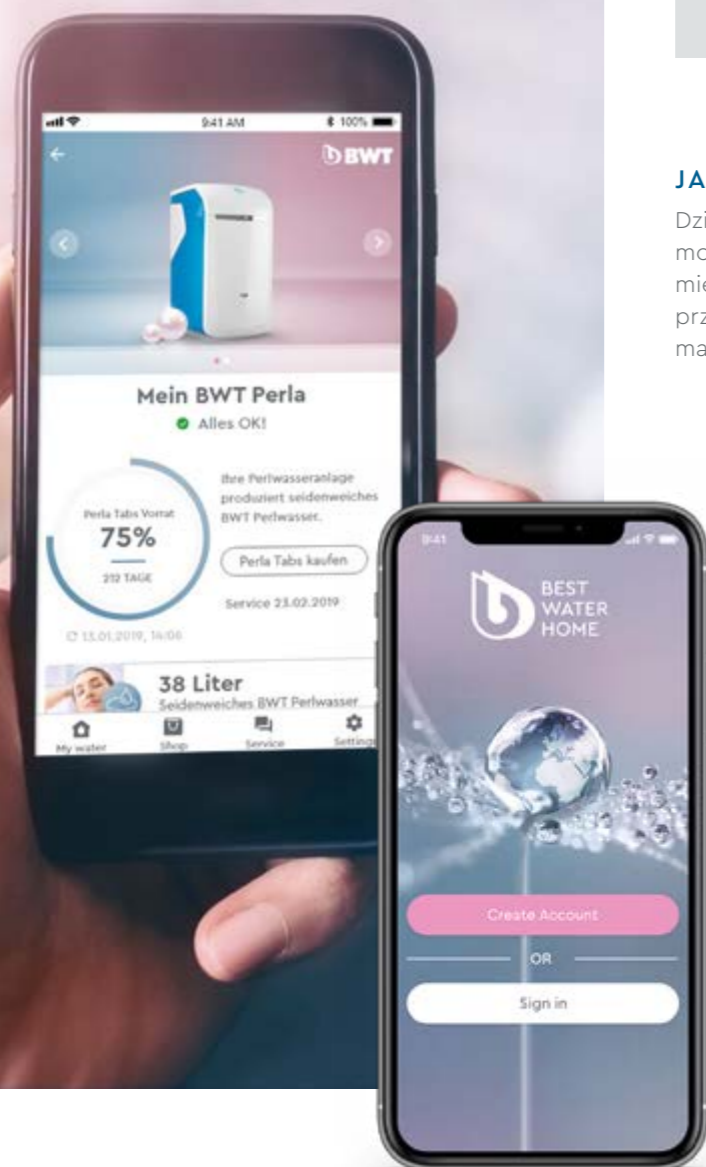 9:41 AM
100%
BWT
Mein BWT Perla
Alles OK!
Perla Tabs Vorrat
75%
212 TAGE
13.01.2019, 14:06
Ihre Perlwasseranlage
produziert seidenweiches
BWT Perlwasser.
Perla Tabs kaufen
Service 23.02.2019
38 Liter
Seidenweiches BWT Perlwasser
My water
Shop
Service
Settings
9:41
BEST
WATER
HOME
Create Account
OR
Sign in
JA
Dzi
mo
mie
prz
ma